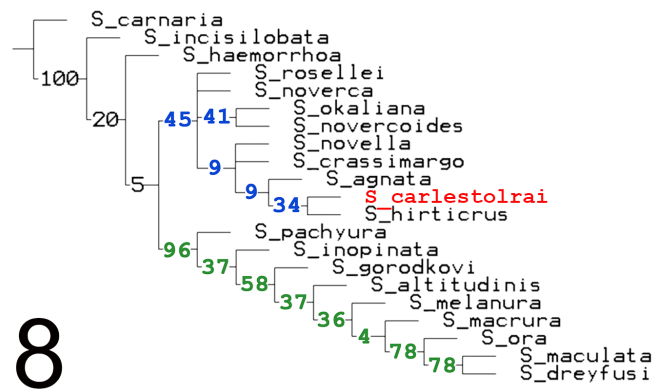 S_carnaria
S_incisilobata
S_haemorrhoa
S_rosellei
S_noverca
S_okaliana
S_novercoides
S_novella
S_crassimargo
S_agnata
S_carlestolrai
S_hirticrus
S_pachyura
S_inopinata
S_gorodkovi
S_altitudinis
S_melanura
S_macrura
S_ora
S_maculata
S_dreyfusi
100
20
5
45
41
9
9
34
96
37
58
37
36
4
78
78
8